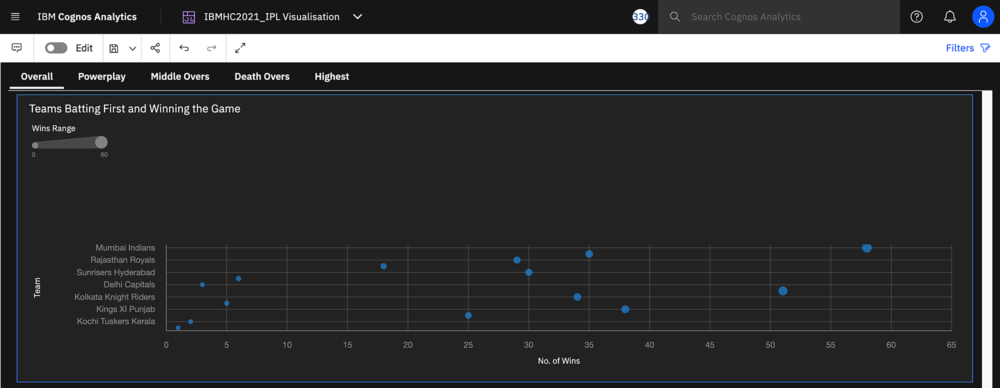 IBM Cognos Analytics
IBMHC2021_IPL Visualisation
330
Search Cognos Analytics
Edit
Filters
Overall Powerplay Middle Overs Death Overs Highest
Teams Batting First and Winning the Game
Wins Range
0 60
Team
Mumbai Indians
Rajasthan Royals
Sunrisers Hyderabad
Delhi Capitals
Kolkata Knight Riders
Kings XI Punjab
Kochi Tuskers Kerala
0 5 10 15 20 25 30 35 40 45 50 55 60 65
No. of Wins